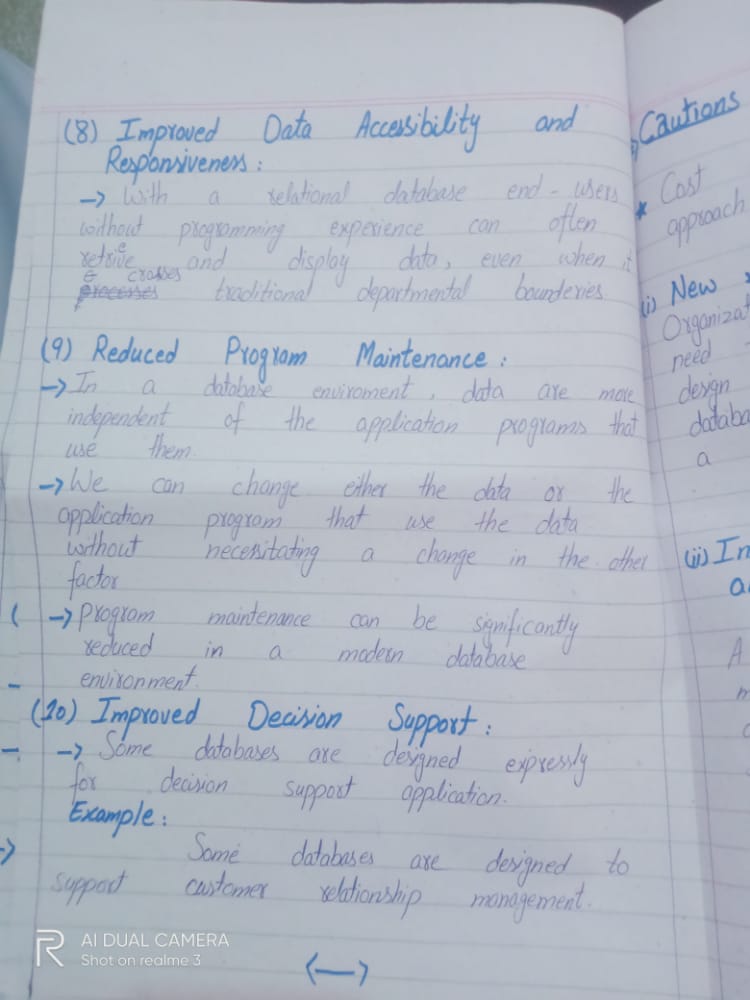 (8) Improved Data Accessibility and
Responsiveness :
-> With a relational database end - users
without programming experience can often
retrieve and display data, even when it
crosses traditional departmental bounderies.
(9) Reduced Program Maintenance :
-> In a database enviroment, data are more
independent of the application programs that
use them.
-> We can change either the data or the
application program that use the data
without necessitating a change in the other
factor
-> Program maintenance can be significantly
reduced in a modern database
environment.
(10) Improved Decision Support :
-> Some databases are designed expressly
for decision support application.
Example :
Some databases are designed to
support customer relationship management.
<—>
Cautions
* Cost
approach
(i) New
Organizat
need
design
databa
a
(ii) In
a
A
m
AI DUAL CAMERA
Shot on realme 3